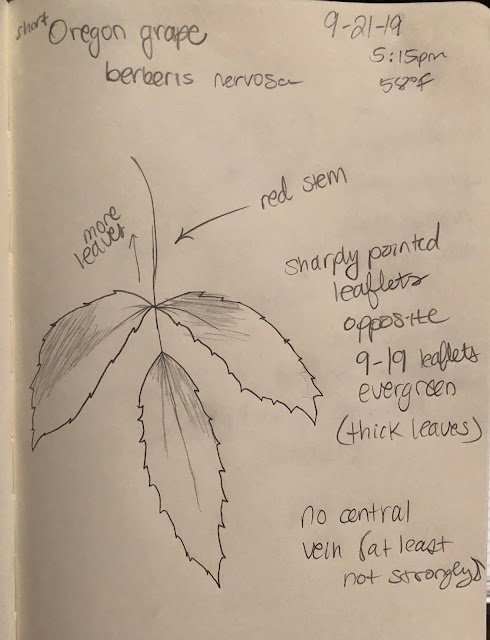 short Oregon grape
berberis nervosa
9-21-19
5:15pm
58°f
more
leaves
red stem
sharply pointed
leaflets
opposite
9-19 leaflets
evergreen
(thick leaves)
no central
vein (at least
not strongly)